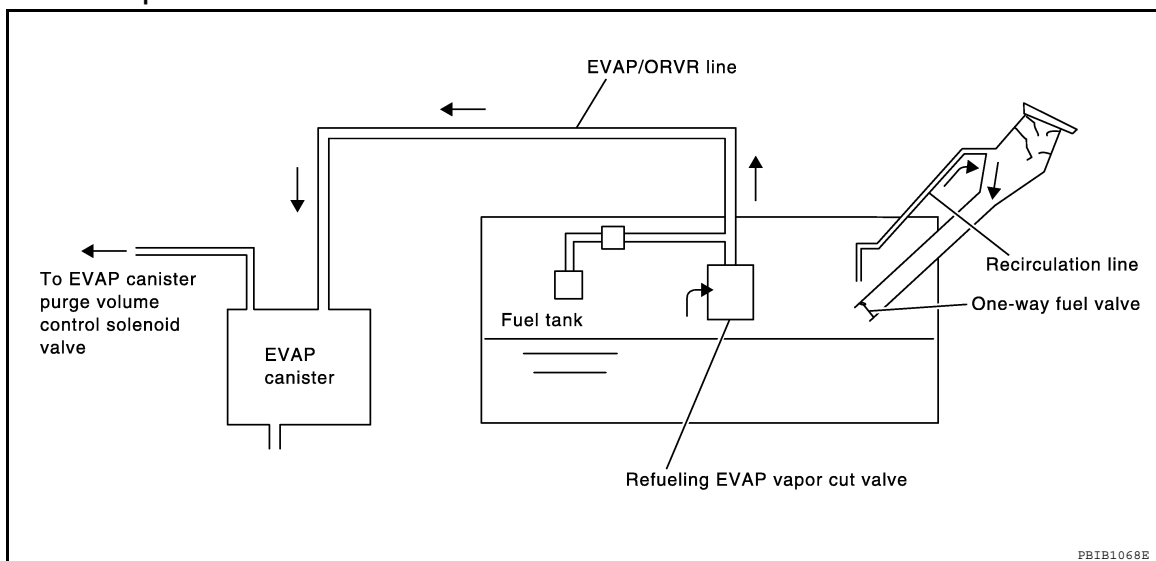 EVAP/ORVR line
To EVAP canister
purge volume
control solenoid
valve
EVAP
canister
Fuel tank
Recirculation line
One-way fuel valve
Refueling EVAP vapor cut valve
PBIB1068E